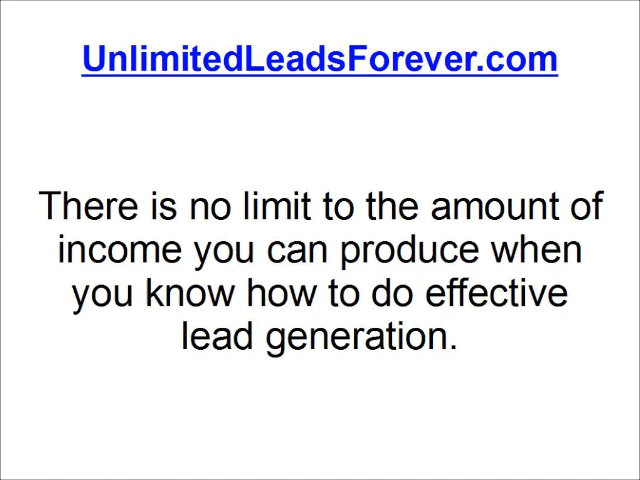 UnlimitedLeadsForever.com
There is no limit to the amount of
income you can produce when
you know how to do effective
lead generation.